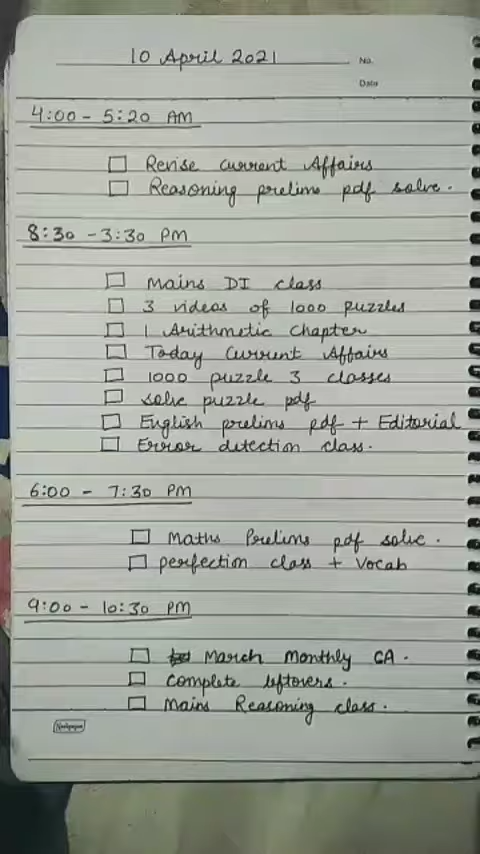 10 April 2021
No.
Date
4:00 - 5:20 AM
Revise Current Affairs
Reasoning prelims pdf solve.
8:30 - 3:30 PM
Mains DI class
3 videos of 1000 puzzles
1 Arithmetic Chapter
Today Current Affairs
1000 puzzle 3 classes
solve puzzle pdf
English prelims pdf + Editorial
Error detection class.
6:00 - 7:30 PM
Maths Prelims pdf solve.
perfection class + Vocab
9:00 - 10:30 PM
March Monthly CA.
Complete leftovers.
Mains Reasoning class.